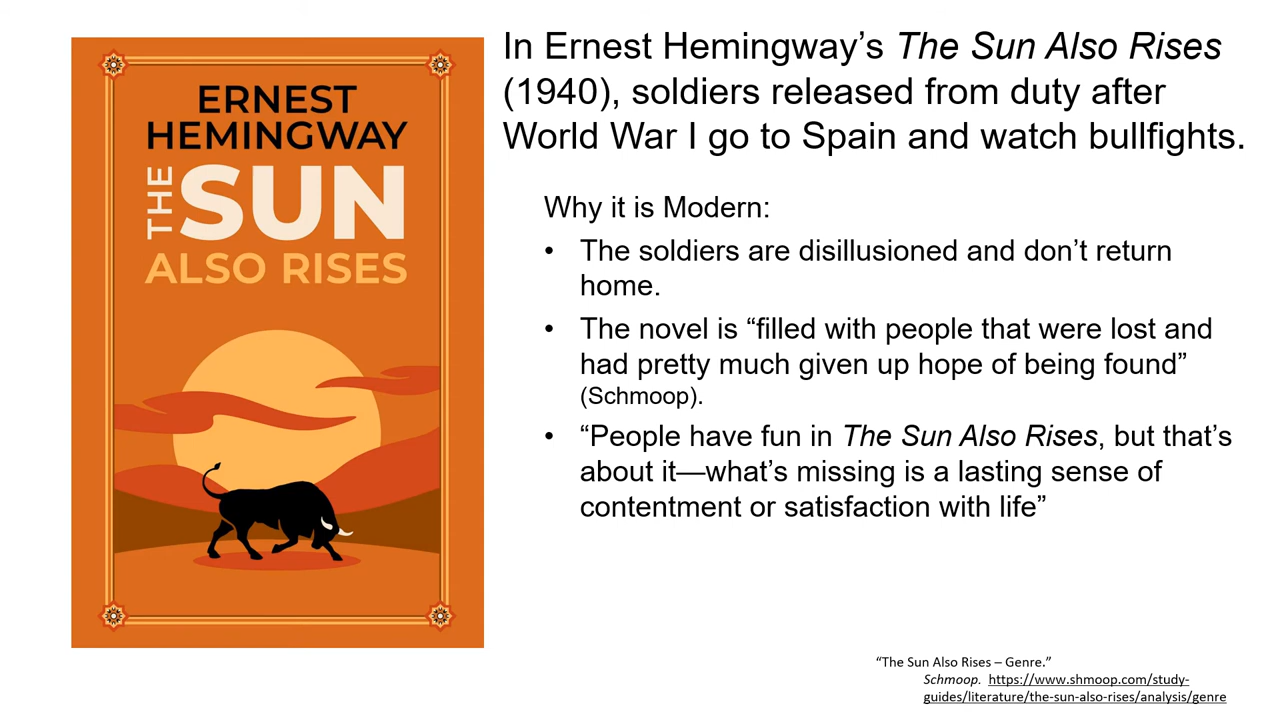 ERNEST
HEMINGWAY
THE SUN
ALSO RISES
In Ernest Hemingway’s The Sun Also Rises
(1940), soldiers released from duty after
World War I go to Spain and watch bullfights.
Why it is Modern:
• The soldiers are disillusioned and don’t return
home.
• The novel is “filled with people that were lost and
had pretty much given up hope of being found”
(Schmoop).
• “People have fun in The Sun Also Rises, but that’s
about it—what’s missing is a lasting sense of
contentment or satisfaction with life”
“The Sun Also Rises – Genre.”
Schmoop. https://www.shmoop.com/study-
guides/literature/the-sun-also-rises/analysis/genre